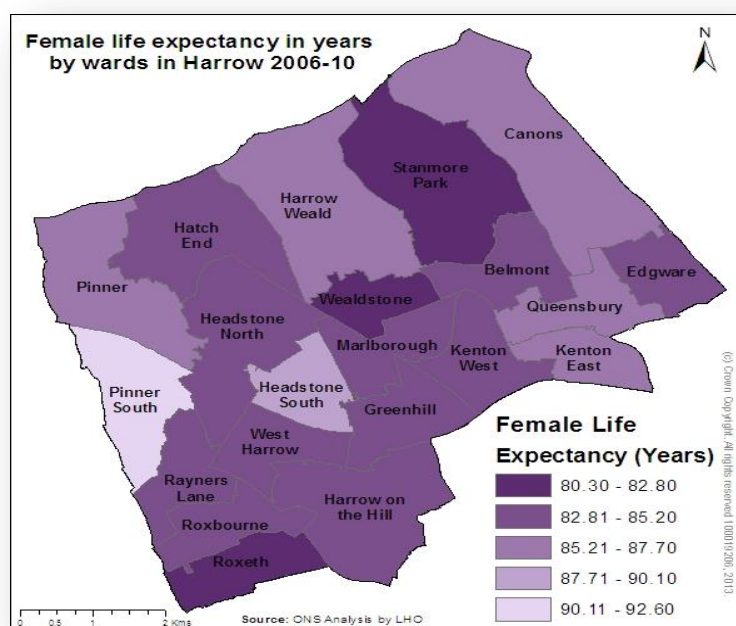 Female life expectancy in years
by wards in Harrow 2006-10
N
Canons
Stanmore
Park
Harrow
Weald
Hatch
End
Belmont
Edgware
Pinner
Wealdstone
Queensbury
Headstone
North
Marlborough
Kenton
West
Kenton
East
Pinner
South
Headstone
South
Greenhill
West
Harrow
Rayners
Lane
Harrow on
the Hill
Roxbourne
Roxeth
Female Life
Expectancy (Years)
80.30 - 82.80
82.81 - 85.20
85.21 - 87.70
87.71 - 90.10
90.11 - 92.60
0 0.5 1 2 Kms
Source: ONS Analysis by LHO
(c) Crown Copyright. All rights reserved 100019206, 2013.